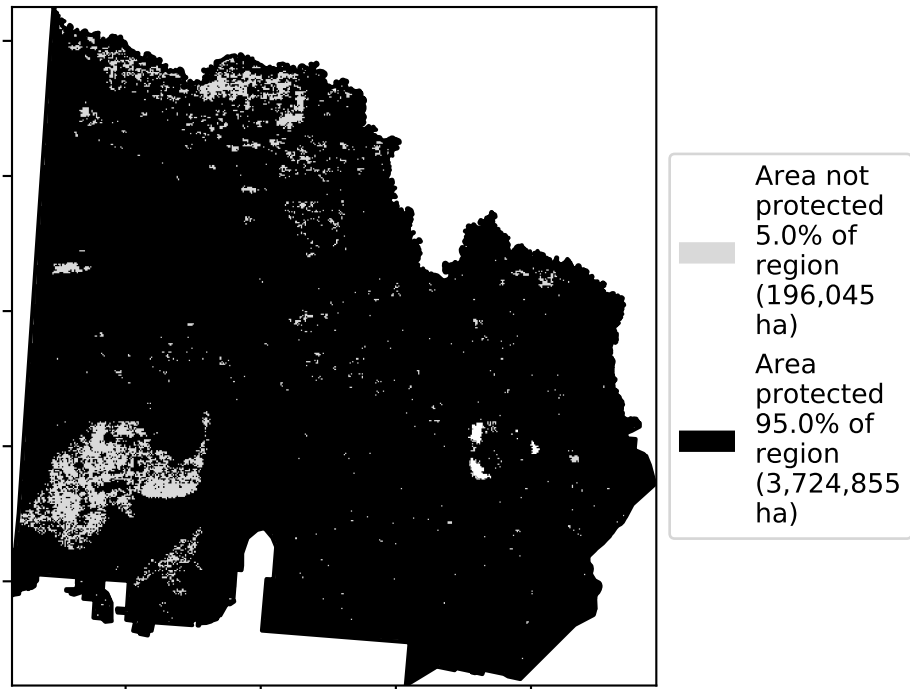 Area not
protected
5.0% of
region
(196,045
ha)
Area
protected
95.0% of
region
(3,724,855
ha)